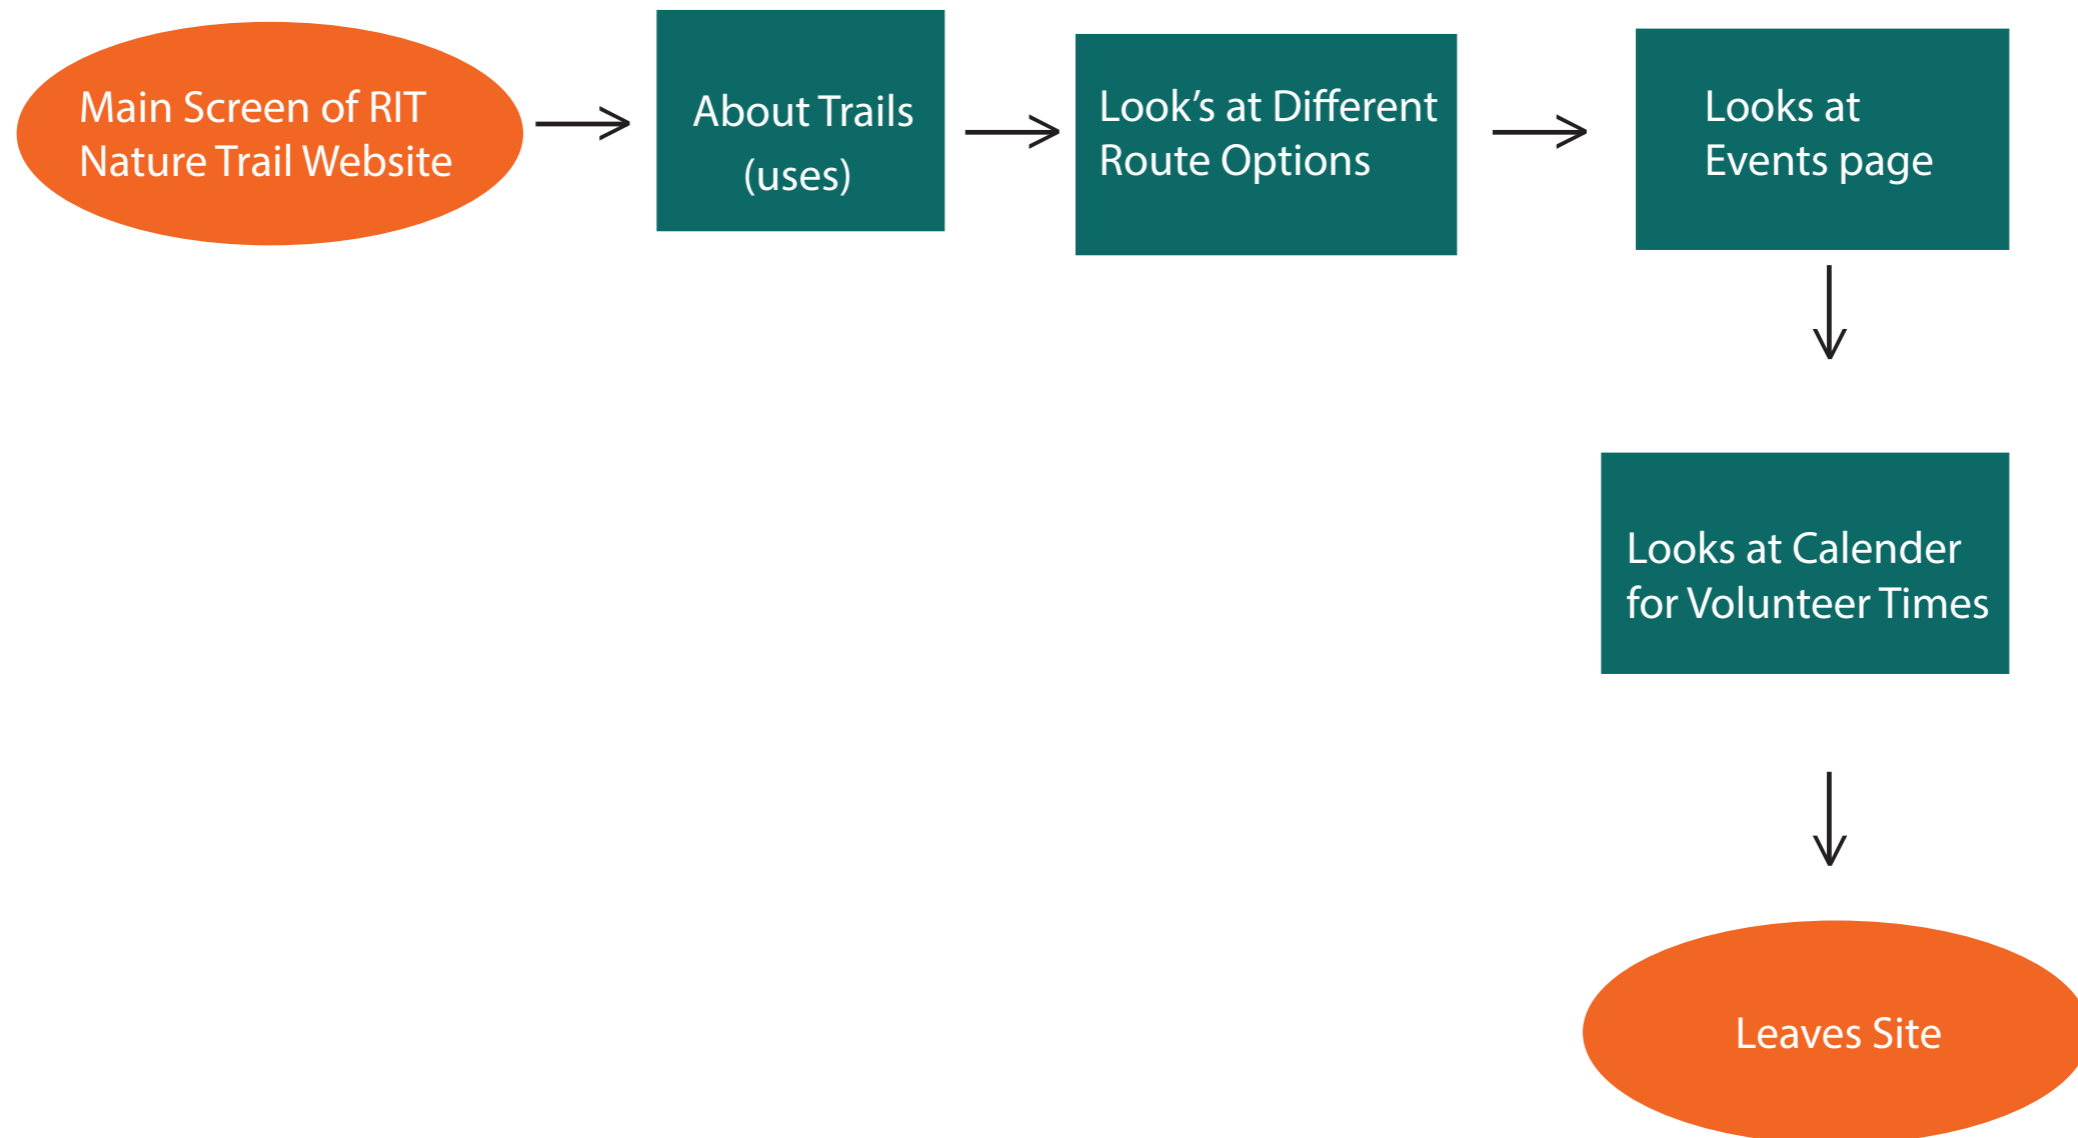 Main Screen of RIT
Nature Trail Website
About Trails
(uses)
Look’s at Different
Route Options
Looks at
Events page
Looks at Calender
for Volunteer Times
Leaves Site